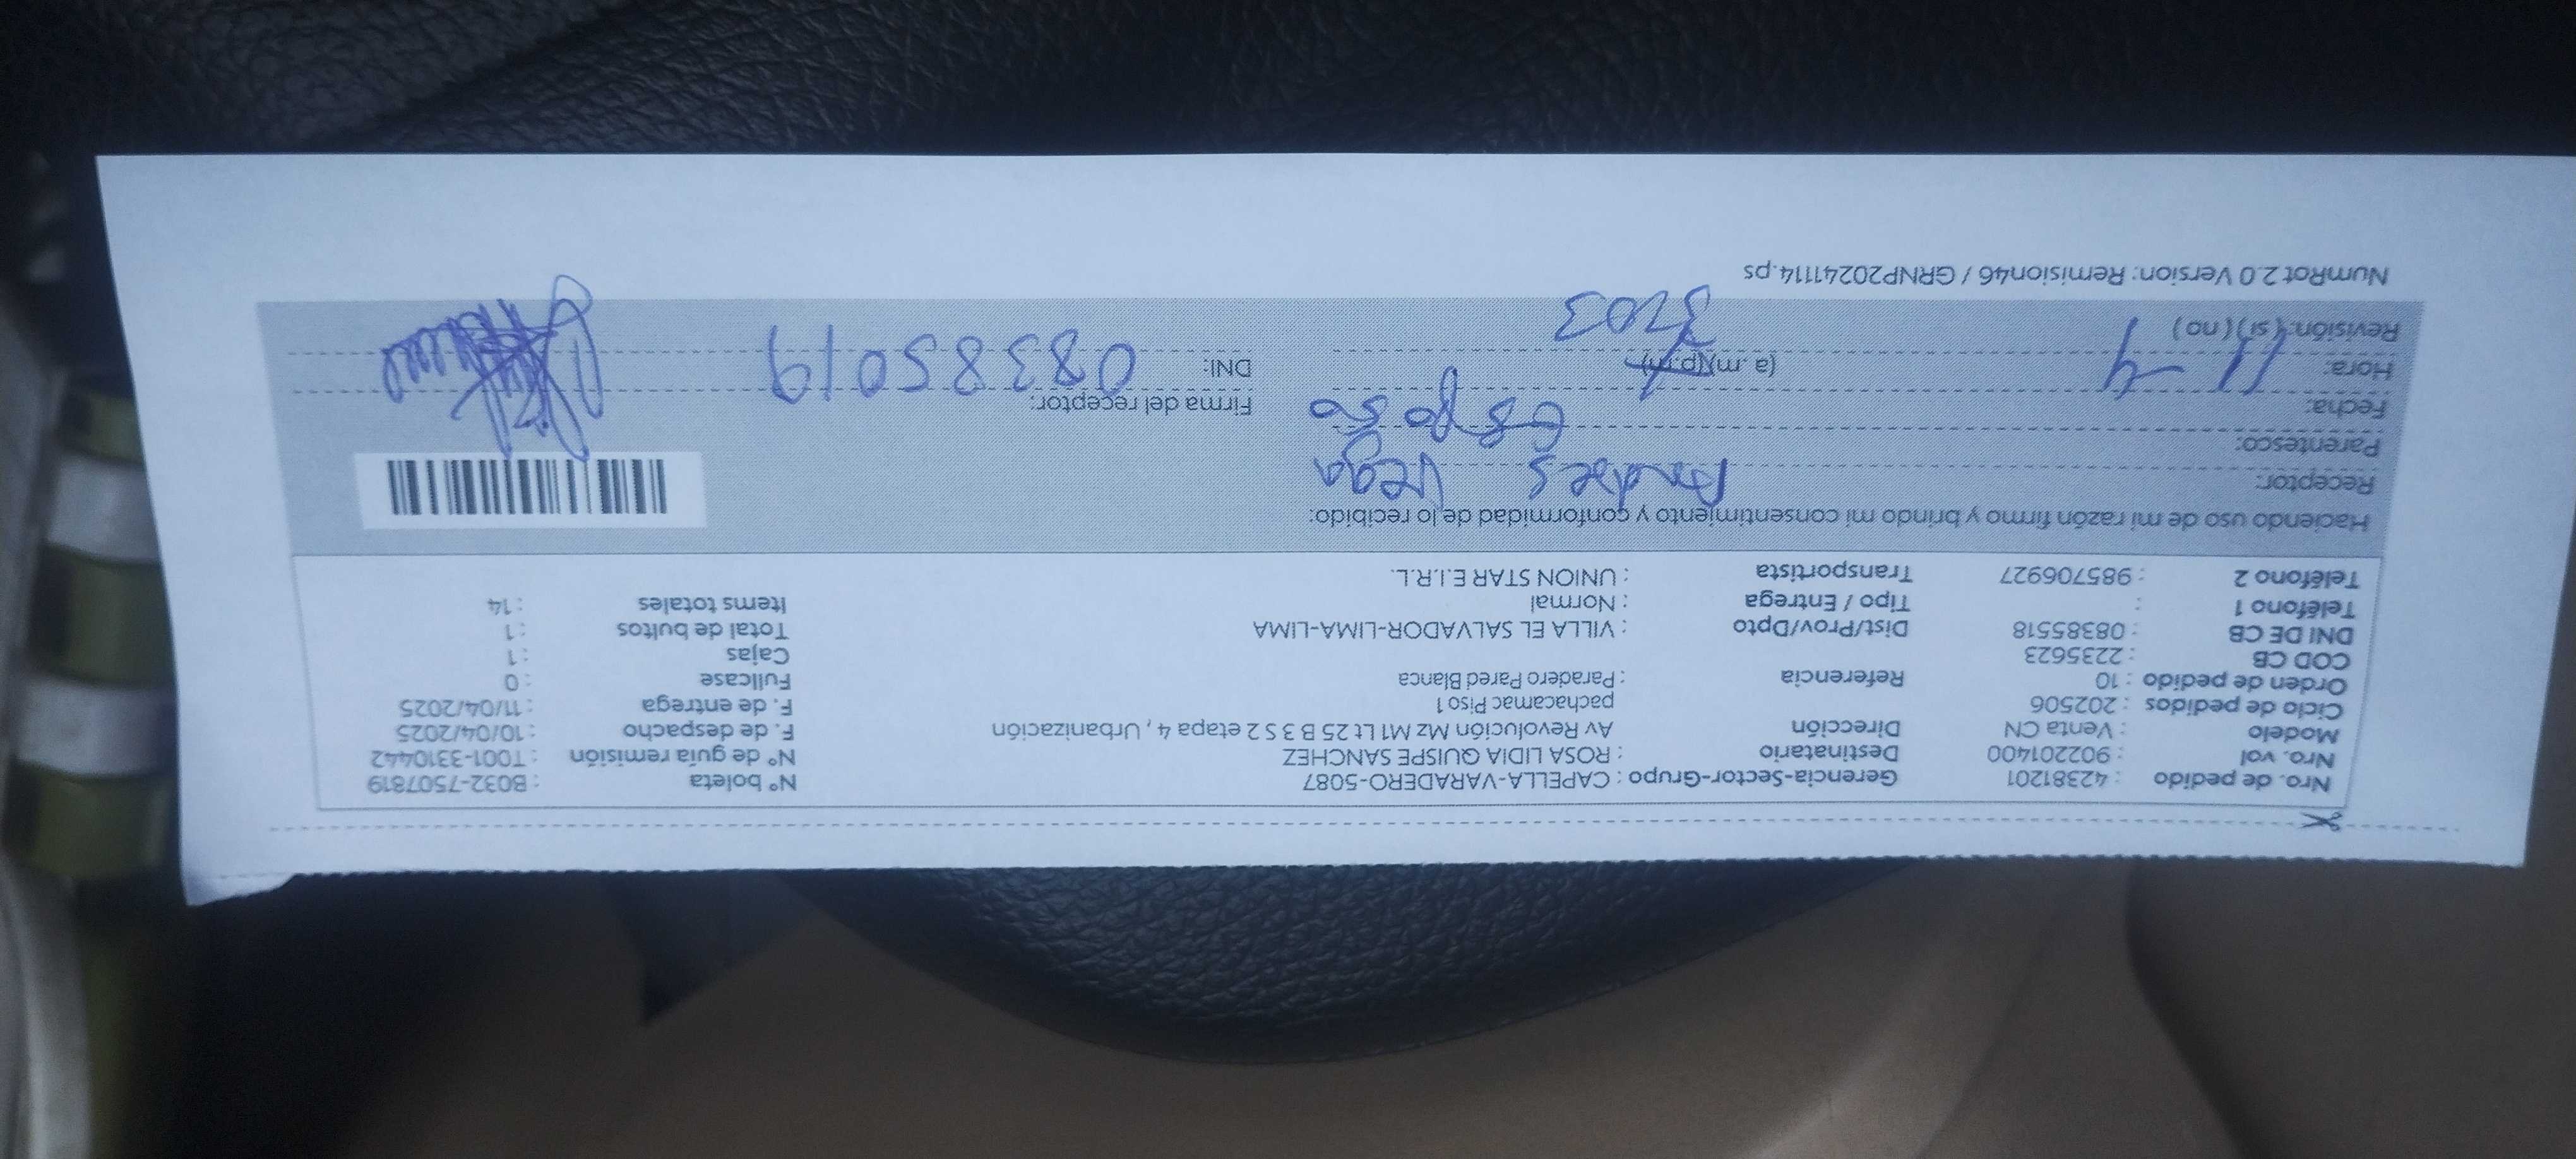 Nro. de pedido : 42381201 Gerencia-Sector-Grupo : CAPELLA-VARADERO-5087 N° boleta : B032-7507819
Nro. vol : 902201400 Destinatario : ROSA LIDIA QUISPE SANCHEZ N° de guía remisión : T001-3310442
Modelo : Venta CN Dirección Av Revolución Mz M1 Lt 25 B 3 S 2 etapa 4 , Urbanización F. de despacho : 10/04/2025
Ciclo de pedidos : 202506 pachacamac Piso 1 F. de entrega : 11/04/2025
Orden de pedido : 10 Referencia : Paradero Pared Blanca Fullcase : 0
COD CB : 2235623 Cajas : 1
DNI DE CB : 08385518 Dist/Prov/Dpto : VILLA EL SALVADOR-LIMA-LIMA Total de bultos : 1
Teléfono 1 : Tipo / Entrega : Normal Items totales : 14
Teléfono 2 : 985706927 Transportista : UNION STAR E.I.R.L.
Haciendo uso de mi razón firmo y brindo mi consentimiento y conformidad de lo recibido:
Receptor: Andres Vega
Parentesco: esposo
Fecha: Firma del receptor:
Hora: 11-4 (a.m)(p.m) DNI: 08385019
Revisión: (si) (no) 3203
NumRot 2.0 Version: Remision46 / GRNP20241114.ps